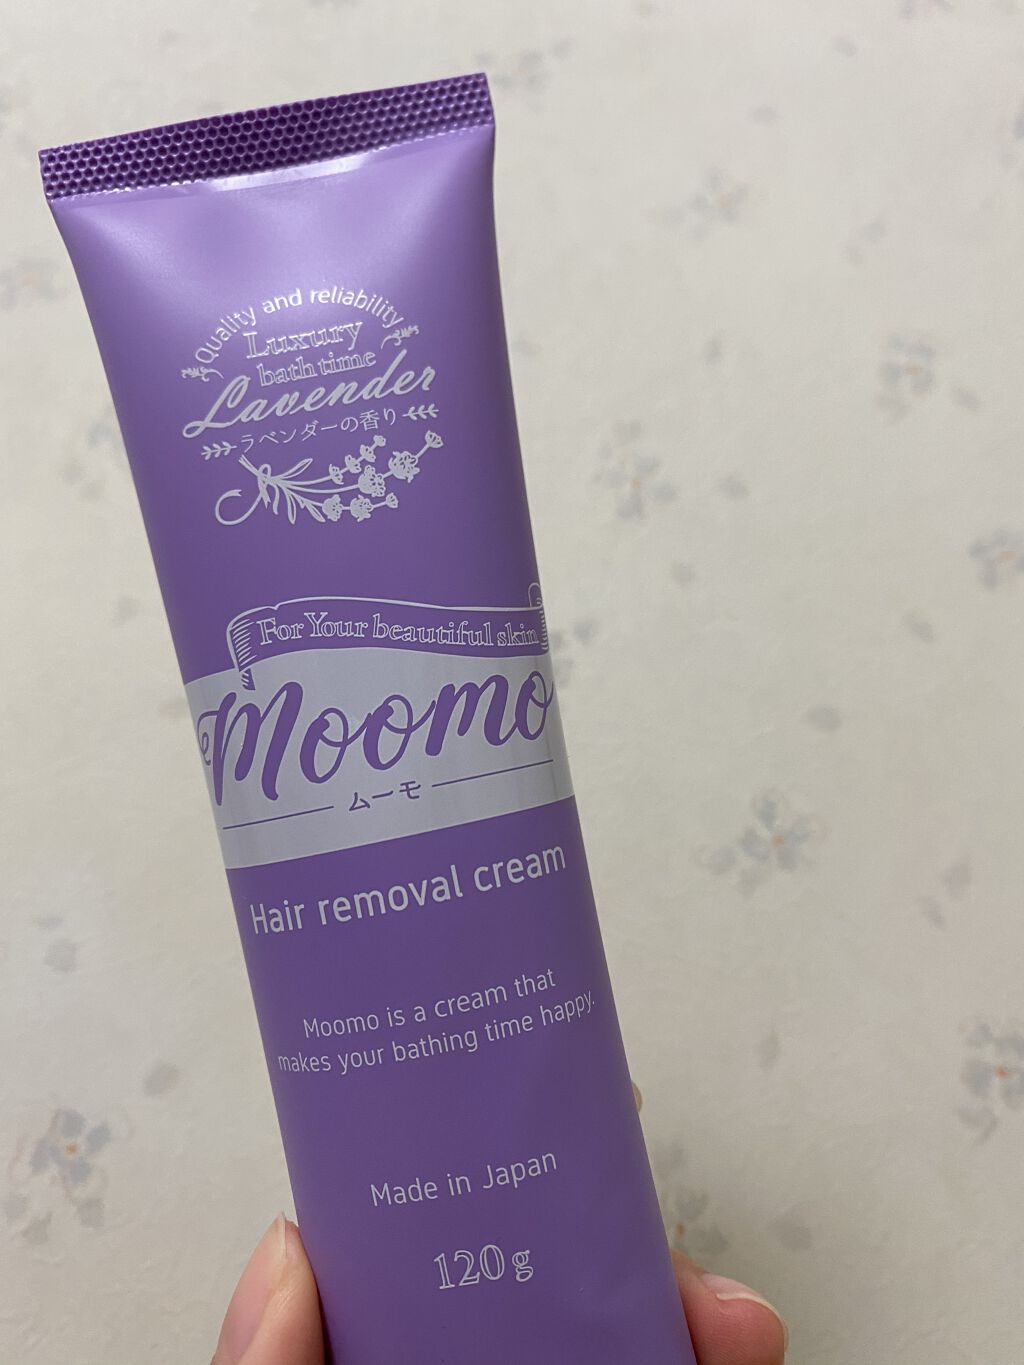 Quality and reliability
Luxury
bath time
Lavender
ラベンダーの香り
For Your beautiful skin
Moomo
ムーモ
Hair removal cream
Moomo is a cream that
makes your bathing time happy.
Made in Japan
120g